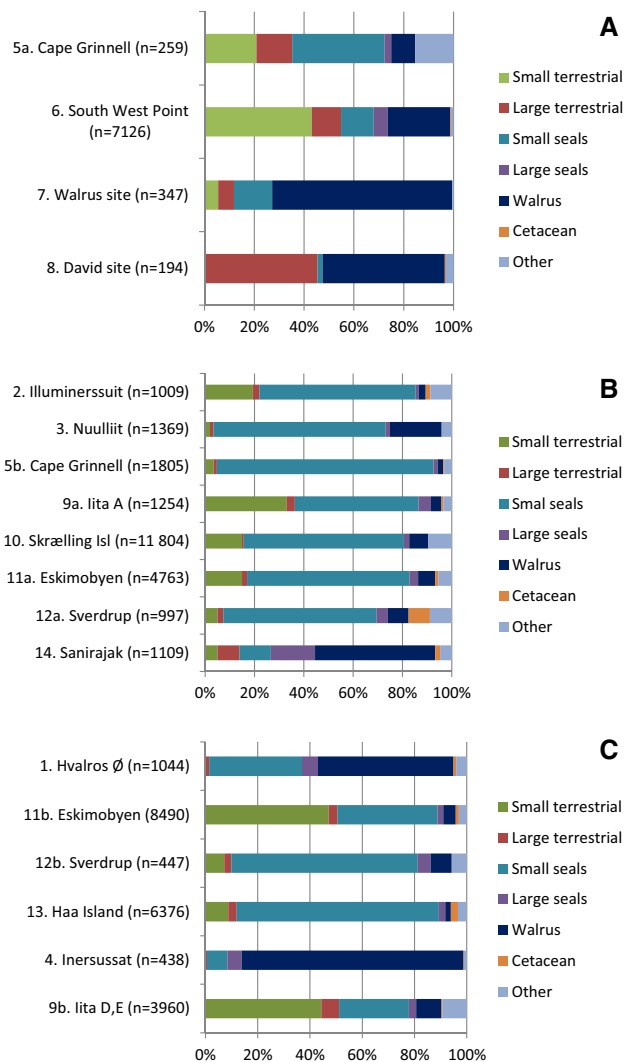 A
5a. Cape Grinnell (n=259)
6. South West Point
(n=7126)
7. Walrus site (n=347)
8. David site (n=194)
0% 20% 40% 60% 80% 100%
Small terrestrial
Large terrestrial
Small seals
Large seals
Walrus
Cetacean
Other
B
2. Illuminerssuit (n=1009)
3. Nuulliit (n=1369)
5b. Cape Grinnell (n=1805)
9a. Iita A (n=1254)
10. Skrælling Isl (n=11 804)
11a. Eskimobyen (n=4763)
12a. Sverdrup (n=997)
14. Sanirajak (n=1109)
0% 20% 40% 60% 80% 100%
Small terrestrial
Large terrestrial
Smal seals
Large seals
Walrus
Cetacean
Other
C
1. Hvalros Ø (n=1044)
11b. Eskimobyen (8490)
12b. Sverdrup (n=447)
13. Haa Island (n=6376)
4. Inersussat (n=438)
9b. Iita D,E (n=3960)
0% 20% 40% 60% 80% 100%
Small terrestrial
Large terrestrial
Small seals
Large seals
Walrus
Cetacean
Other